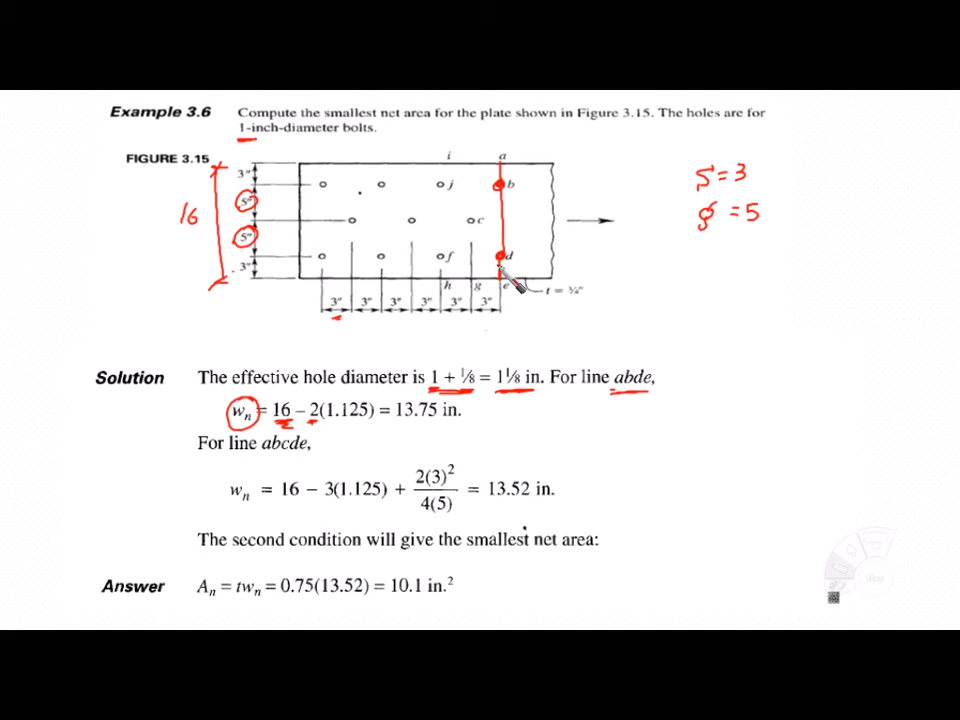 Example 3.6 Compute the smallest net area for the plate shown in Figure 3.15. The holes are for
1-inch-diameter bolts.
FIGURE 3.15
i a
3"
j b
5"
16
c
5"
f d
3"
h g e t = ¾"
3" 3" 3" 3" 3" 3"
S = 3
g = 5
Solution The effective hole diameter is 1 + 1/8 = 1 1/8 in. For line abde,
wn = 16 − 2(1.125) = 13.75 in.
For line abcde,
wn = 16 − 3(1.125) + 2(3)²/4(5) = 13.52 in.
The second condition will give the smallest net area:
Answer An = twn = 0.75(13.52) = 10.1 in.²